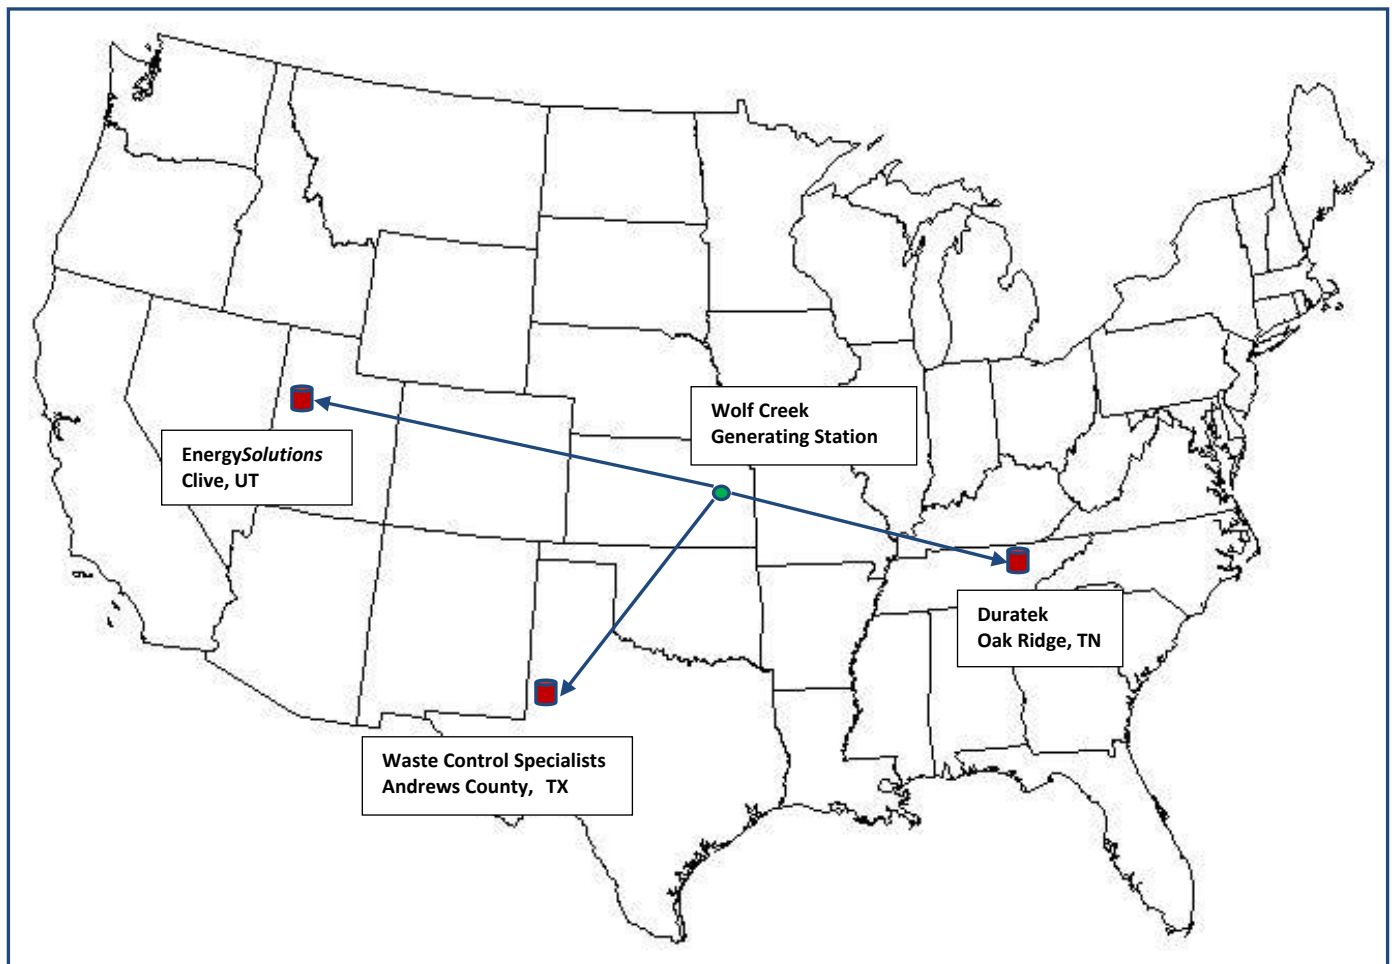 Wolf Creek
Generating Station
EnergySolutions
Clive, UT
Duratek
Oak Ridge, TN
Waste Control Specialists
Andrews County, TX